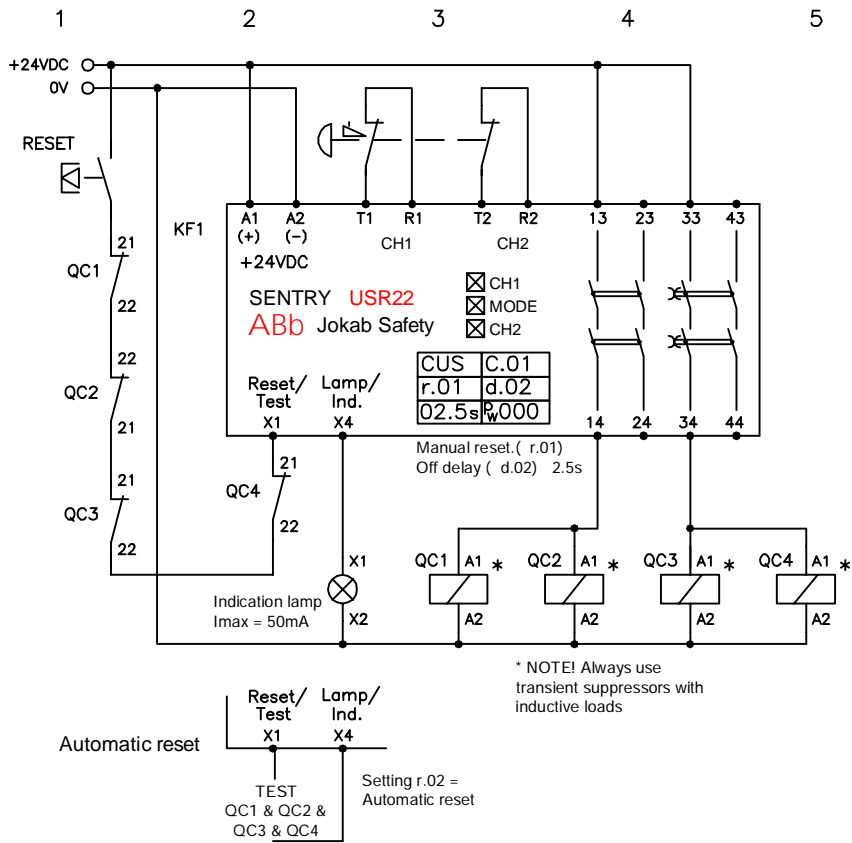 1 2 3 4 5
+24VDC
0V
RESET
KF1
A1 A2 T1 R1 T2 R2 13 23 33 43
(+) (-)
CH1 CH2
+24VDC
SENTRY USR22
ABb Jokab Safety
CH1
MODE
CH2
CUS C.01
r.01 d.02
02.5s Pw000
Reset/ Lamp/
Test Ind.
X1 X4 14 24 34 44
Manual reset.( r.01)
Off delay ( d.02) 2.5s
21
QC1
22
22
QC2
21
21
QC3
22
21
QC4
22
X1
Indication lamp
Imax = 50mA
X2
QC1 A1 * QC2 A1 * QC3 A1 * QC4 A1 *
A2 A2 A2 A2
* NOTE! Always use
transient suppressors with
inductive loads
Reset/ Lamp/
Test Ind.
X1 X4
Automatic reset
TEST
QC1 & QC2 &
QC3 & QC4
Setting r.02 =
Automatic reset